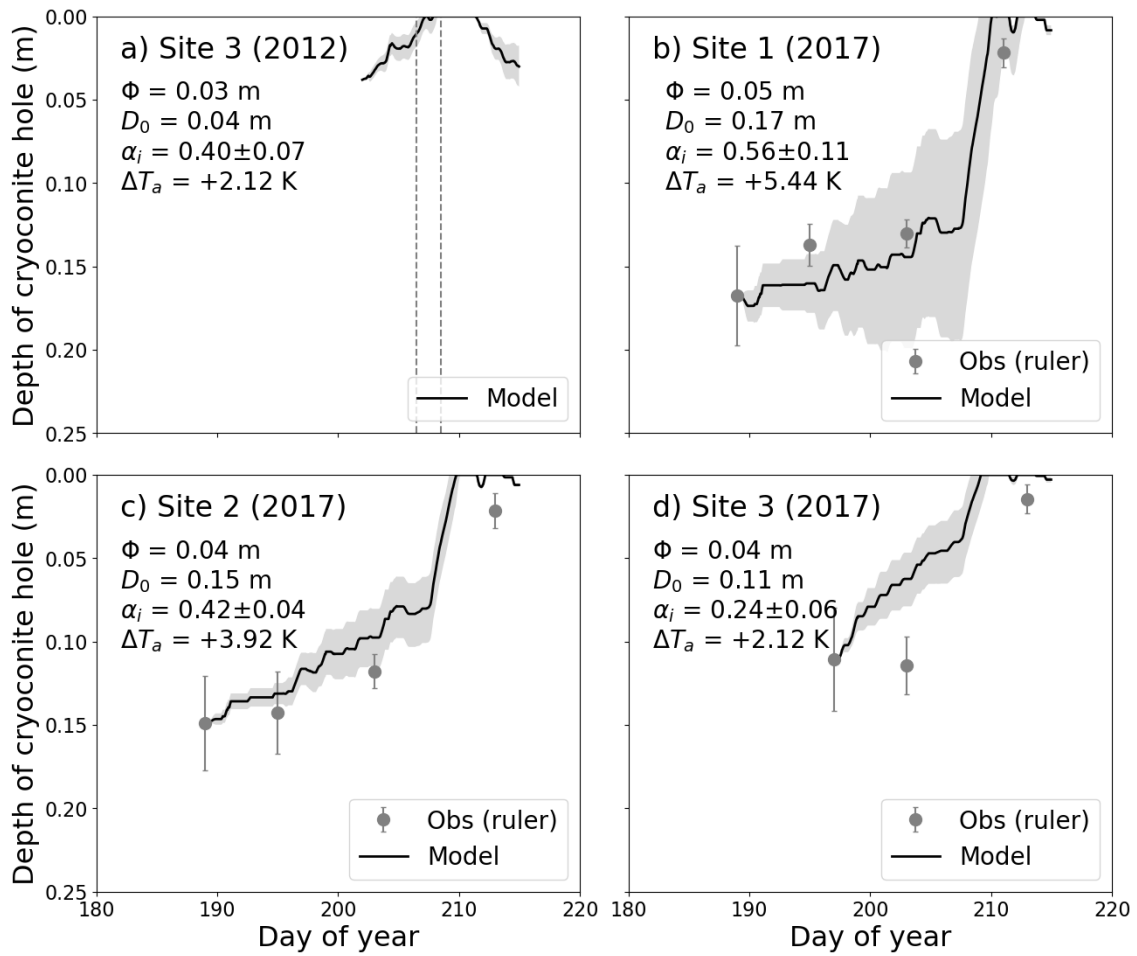 a) Site 3 (2012)
Φ = 0.03 m
D₀ = 0.04 m
αᵢ = 0.40±0.07
ΔTₐ = +2.12 K
Model
0.00
0.05
0.10
0.15
0.20
0.25
Depth of cryoconite hole (m)
180
190
200
210
220
b) Site 1 (2017)
Φ = 0.05 m
D₀ = 0.17 m
αᵢ = 0.56±0.11
ΔTₐ = +5.44 K
Obs (ruler)
Model
c) Site 2 (2017)
Φ = 0.04 m
D₀ = 0.15 m
αᵢ = 0.42±0.04
ΔTₐ = +3.92 K
Obs (ruler)
Model
0.00
0.05
0.10
0.15
0.20
0.25
Depth of cryoconite hole (m)
180
190
200
210
220
Day of year
d) Site 3 (2017)
Φ = 0.04 m
D₀ = 0.11 m
αᵢ = 0.24±0.06
ΔTₐ = +2.12 K
Obs (ruler)
Model
180
190
200
210
220
Day of year